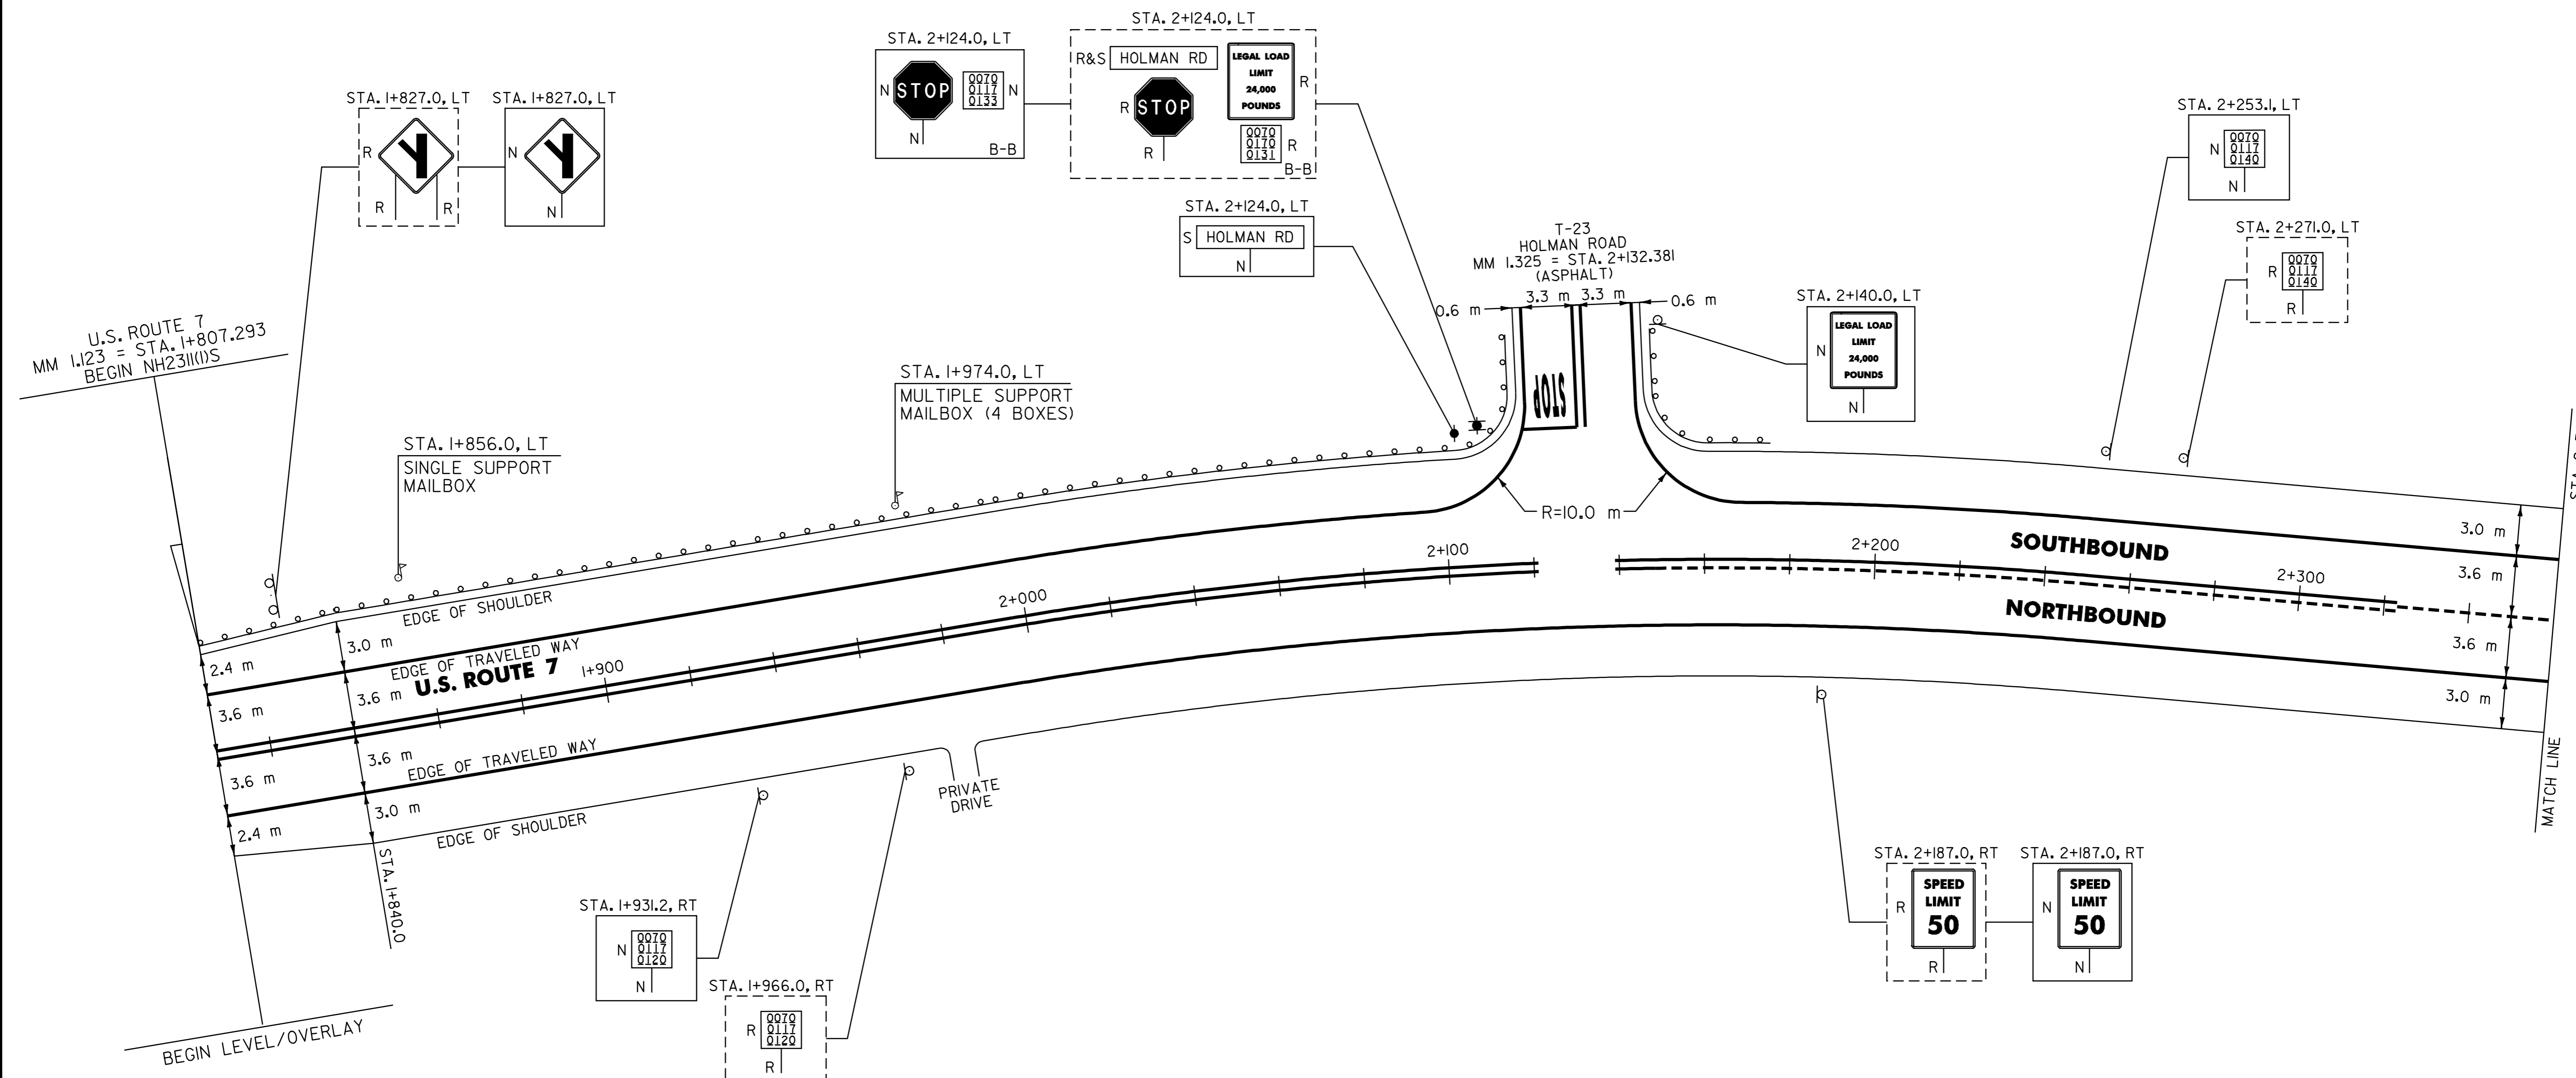 STA. 2+124.0, LT
STA. 2+124.0, LT
R&S HOLMAN RD
LEGAL LOAD
LIMIT
24,000
POUNDS
R
R STOP
R
0070
0170
0131
R
B-B
N STOP
N
0070
0117
0133
N
B-B
STA. 1+827.0, LT
R
R
R
STA. 1+827.0, LT
N
N
STA. 2+253.1, LT
N
0070
0117
0140
N
STA. 2+124.0, LT
S HOLMAN RD
N
T-23
HOLMAN ROAD
MM 1.325 = STA. 2+132.381
(ASPHALT)
0.6 m
3.3 m
3.3 m
0.6 m
STOP
STA. 2+271.0, LT
R
0070
0117
0140
R
STA. 2+140.0, LT
N
LEGAL LOAD
LIMIT
24,000
POUNDS
N
U.S. ROUTE 7
MM 1.123 = STA. 1+807.293
BEGIN NH2311(1)S
STA. 1+974.0, LT
MULTIPLE SUPPORT
MAILBOX (4 BOXES)
STA. 1+856.0, LT
SINGLE SUPPORT
MAILBOX
R=10.0 m
EDGE OF SHOULDER
EDGE OF TRAVELED WAY
U.S. ROUTE 7
1+900
2+000
2+100
2+200
2+300
SOUTHBOUND
NORTHBOUND
2.4 m
3.6 m
3.6 m
2.4 m
3.0 m
3.6 m
3.6 m
3.0 m
3.0 m
3.6 m
3.6 m
3.0 m
EDGE OF TRAVELED WAY
EDGE OF SHOULDER
PRIVATE
DRIVE
STA. 1+840.0
MATCH LINE
BEGIN LEVEL/OVERLAY
STA. 1+931.2, RT
N
0070
0117
0120
N
STA. 1+966.0, RT
R
0070
0117
0120
R
STA. 2+187.0, RT
R
SPEED
LIMIT
50
R
STA. 2+187.0, RT
N
SPEED
LIMIT
50
N